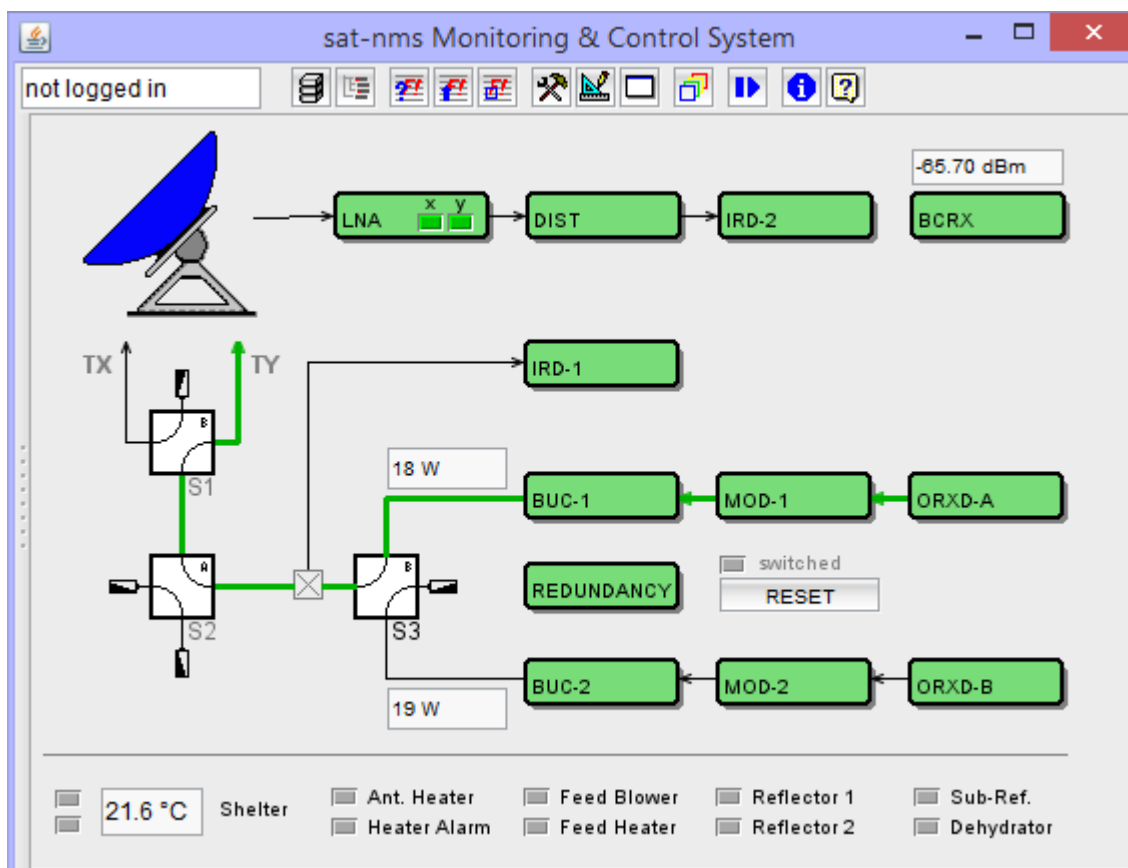 sat-nms Monitoring & Control System
not logged in
-65.70 dBm
LNA x y
DIST
IRD-2
BCRX
TX
TY
IRD-1
B
S1
18 W
BUC-1
MOD-1
ORXD-A
A
S2
B
S3
REDUNDANCY
switched
RESET
BUC-2
MOD-2
ORXD-B
19 W
21.6 °C
Shelter
Ant. Heater
Feed Blower
Reflector 1
Sub-Ref.
Heater Alarm
Feed Heater
Reflector 2
Dehydrator